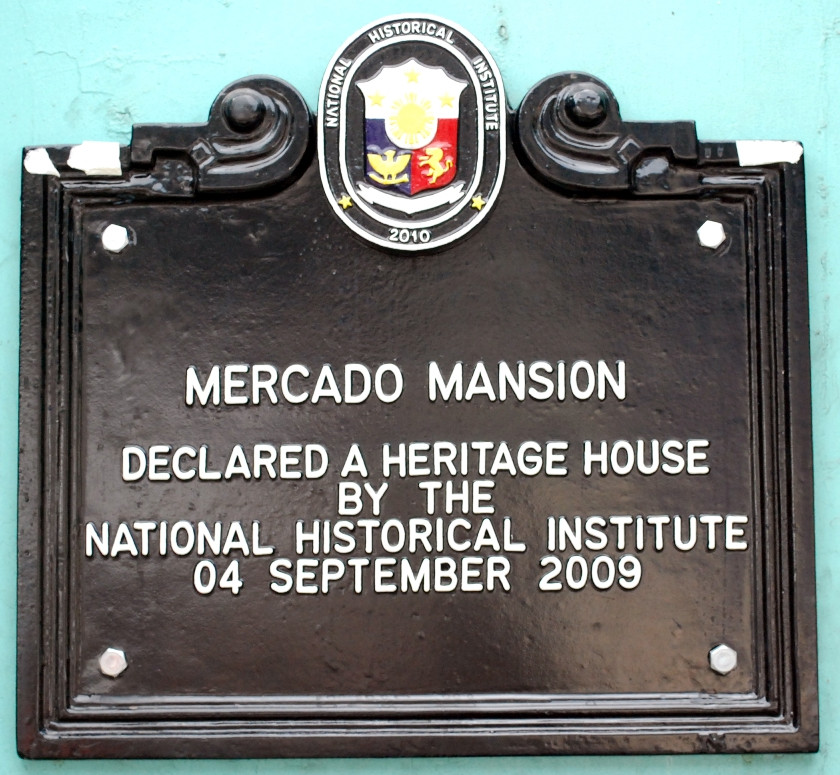 NATIONAL HISTORICAL INSTITUTE
2010
MERCADO MANSION
DECLARED A HERITAGE HOUSE
BY THE
NATIONAL HISTORICAL INSTITUTE
04 SEPTEMBER 2009